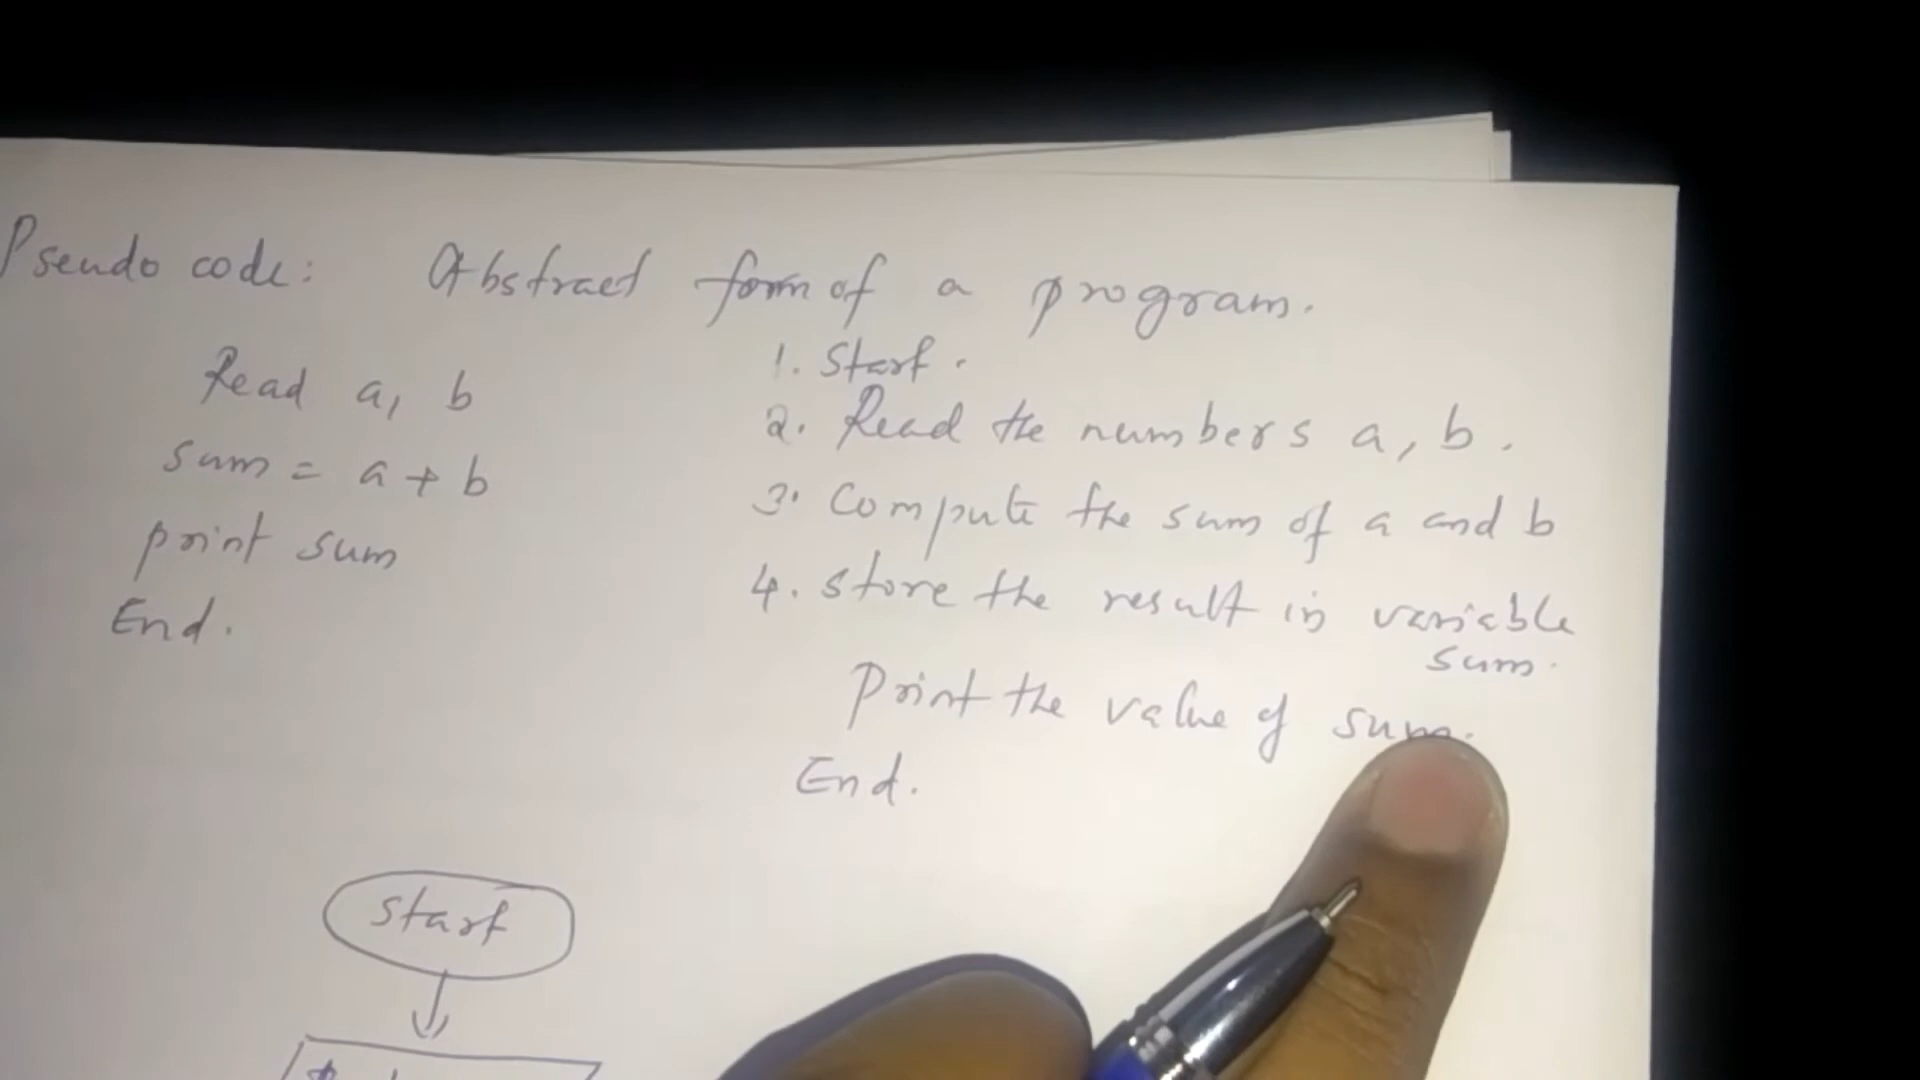 Pseudo code: Abstract form of a program.
Read a, b
sum = a + b
print sum
End.
1. Start.
2. Read the numbers a, b.
3. Compute the sum of a and b
4. store the result in variable
sum.
Print the value of sum.
End.
start